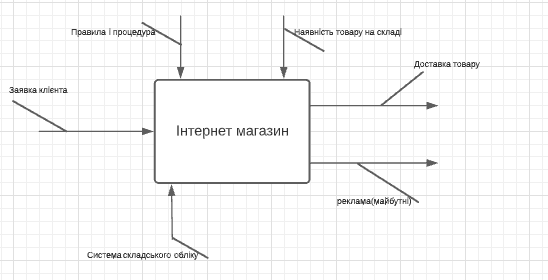 Правила і процедура
Наявність товару на складі
Доставка товару
Заявка клієнта
Інтернет магазин
реклама(майбутні)
Система складського обліку